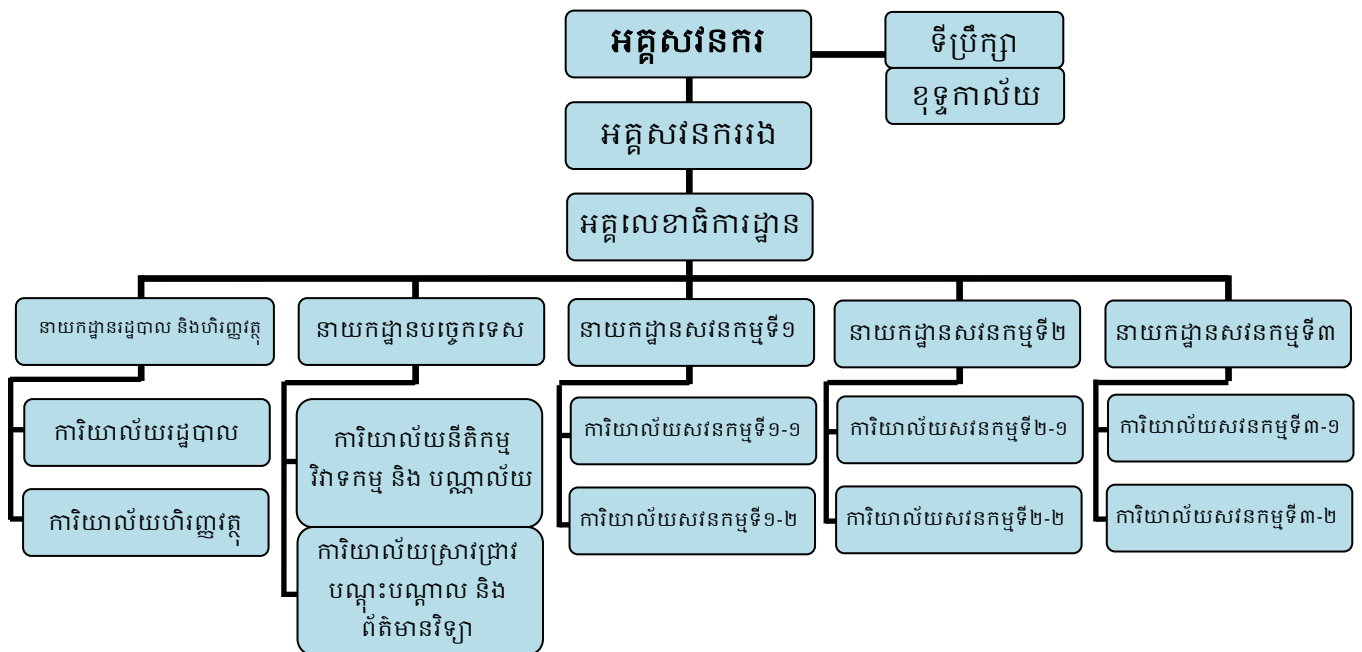 អគ្គសវនករ
ទីប្រឹក្សា
ខុទ្ទកាល័យ
អគ្គសវនកររង
អគ្គលេខាធិការដ្ឋាន
នាយកដ្ឋានរដ្ឋបាល និងហិរញ្ញវត្ថុ
នាយកដ្ឋានបច្ចេកទេស
នាយកដ្ឋានសវនកម្មទី១
នាយកដ្ឋានសវនកម្មទី២
នាយកដ្ឋានសវនកម្មទី៣
ការិយាល័យរដ្ឋបាល
ការិយាល័យហិរញ្ញវត្ថុ
ការិយាល័យនីតិកម្ម
វិវាទកម្ម និង បណ្ណាល័យ
ការិយាល័យស្រាវជ្រាវ
បណ្តុះបណ្តាល និង
ព័ត៌មានវិទ្យា
ការិយាល័យសវនកម្មទី១-១
ការិយាល័យសវនកម្មទី១-២
ការិយាល័យសវនកម្មទី២-១
ការិយាល័យសវនកម្មទី២-២
ការិយាល័យសវនកម្មទី៣-១
ការិយាល័យសវនកម្មទី៣-២